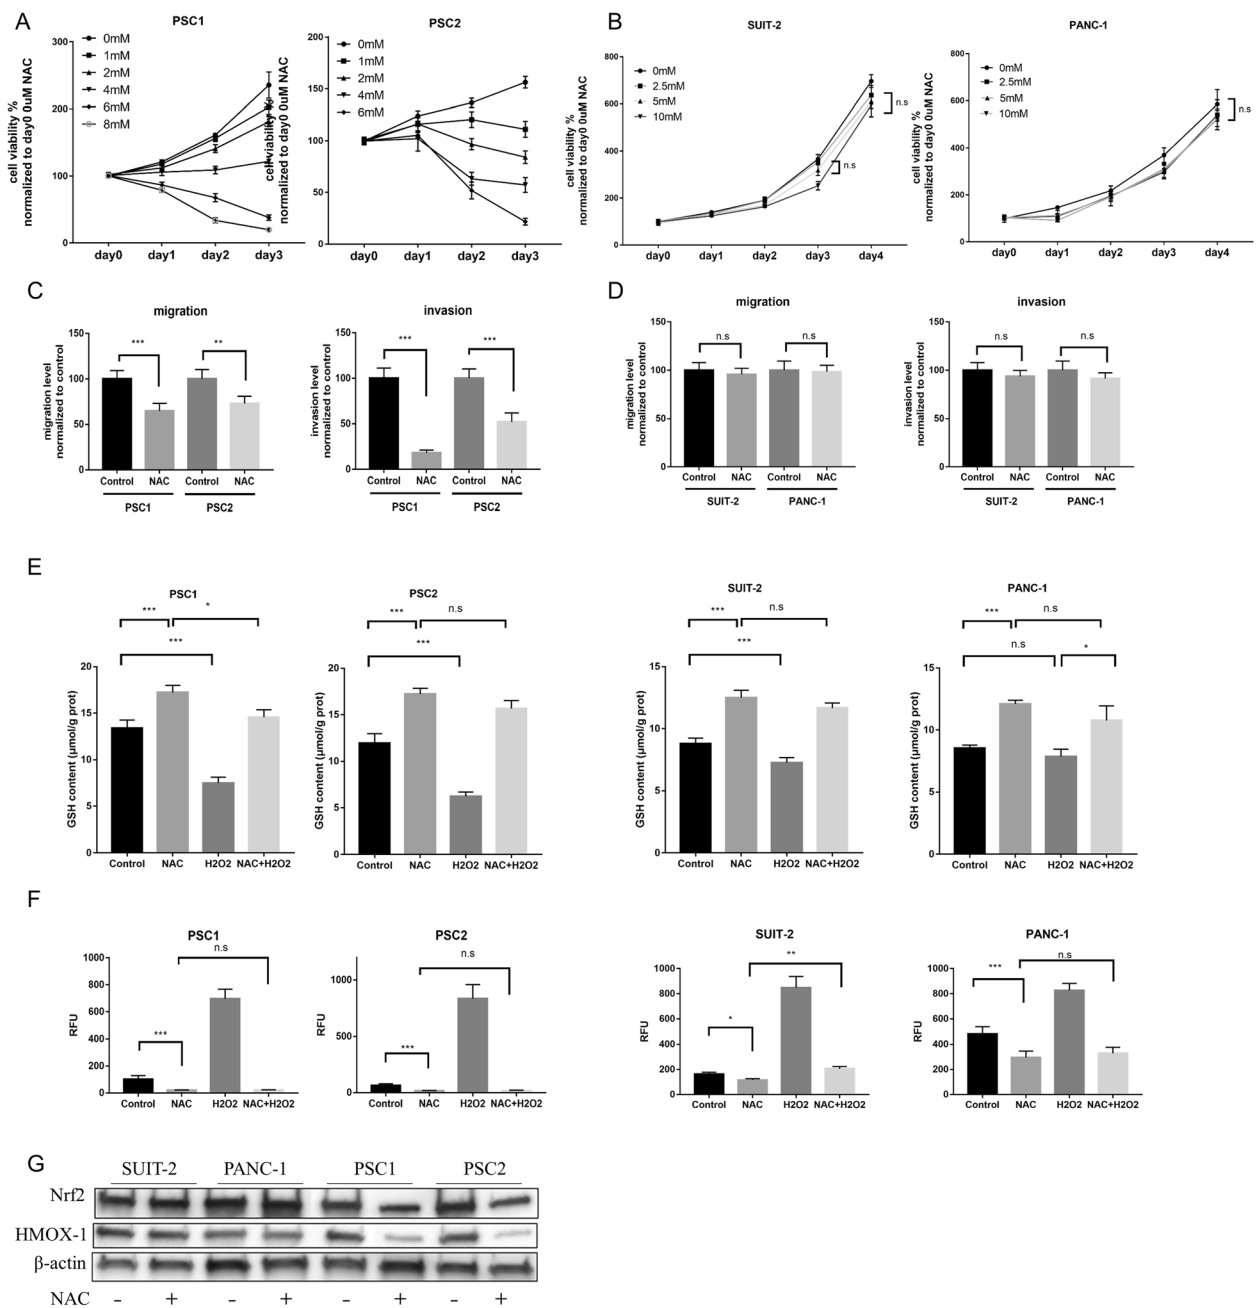 A
PSC1
cell viability %
normalized to day0 0uM NAC
300
200
100
0
0mM
1mM
2mM
4mM
6mM
8mM
day0 day1 day2 day3
PSC2
cell viability %
normalized to day0 0uM NAC
200
150
100
50
0
0mM
1mM
2mM
4mM
6mM
day0 day1 day2 day3
B
SUIT-2
cell viability %
normalized to day0 0uM NAC
800
600
400
200
0
0mM
2.5mM
5mM
10mM
n.s
n.s
day0 day1 day2 day3 day4
PANC-1
cell viability %
normalized to day0 0uM NAC
800
600
400
200
0
0mM
2.5mM
5mM
10mM
n.s
day0 day1 day2 day3 day4
C
migration
migration level
normalized to control
150
100
50
0
*** **
Control NAC Control NAC
PSC1 PSC2
invasion
invasion level
normalized to control
150
100
50
0
*** ***
Control NAC Control NAC
PSC1 PSC2
D
migration
migration level
normalized to control
150
100
50
0
n.s n.s
Control NAC Control NAC
SUIT-2 PANC-1
invasion
invasion level
normalized to control
150
100
50
0
n.s n.s
Control NAC Control NAC
SUIT-2 PANC-1
E
PSC1
*** *
***
GSH content (μmol/g prot)
20
15
10
5
0
Control NAC H2O2 NAC+H2O2
PSC2
*** n.s
***
GSH content (μmol/g prot)
20
15
10
5
0
Control NAC H2O2 NAC+H2O2
SUIT-2
*** n.s
***
GSH content (μmol/g prot)
15
10
5
0
Control NAC H2O2 NAC+H2O2
PANC-1
*** n.s
n.s *
GSH content (μmol/g prot)
15
10
5
0
Control NAC H2O2 NAC+H2O2
F
PSC1
n.s
***
RFU
1000
800
600
400
200
0
Control NAC H2O2 NAC+H2O2
PSC2
n.s
***
RFU
1000
500
0
Control NAC H2O2 NAC+H2O2
SUIT-2
**
*
RFU
1000
800
600
400
200
0
Control NAC H2O2 NAC+H2O2
PANC-1
*** n.s
RFU
1000
800
600
400
200
0
Control NAC H2O2 NAC+H2O2
G
SUIT-2 PANC-1 PSC1 PSC2
Nrf2
HMOX-1
β-actin
NAC - + - + - + - +